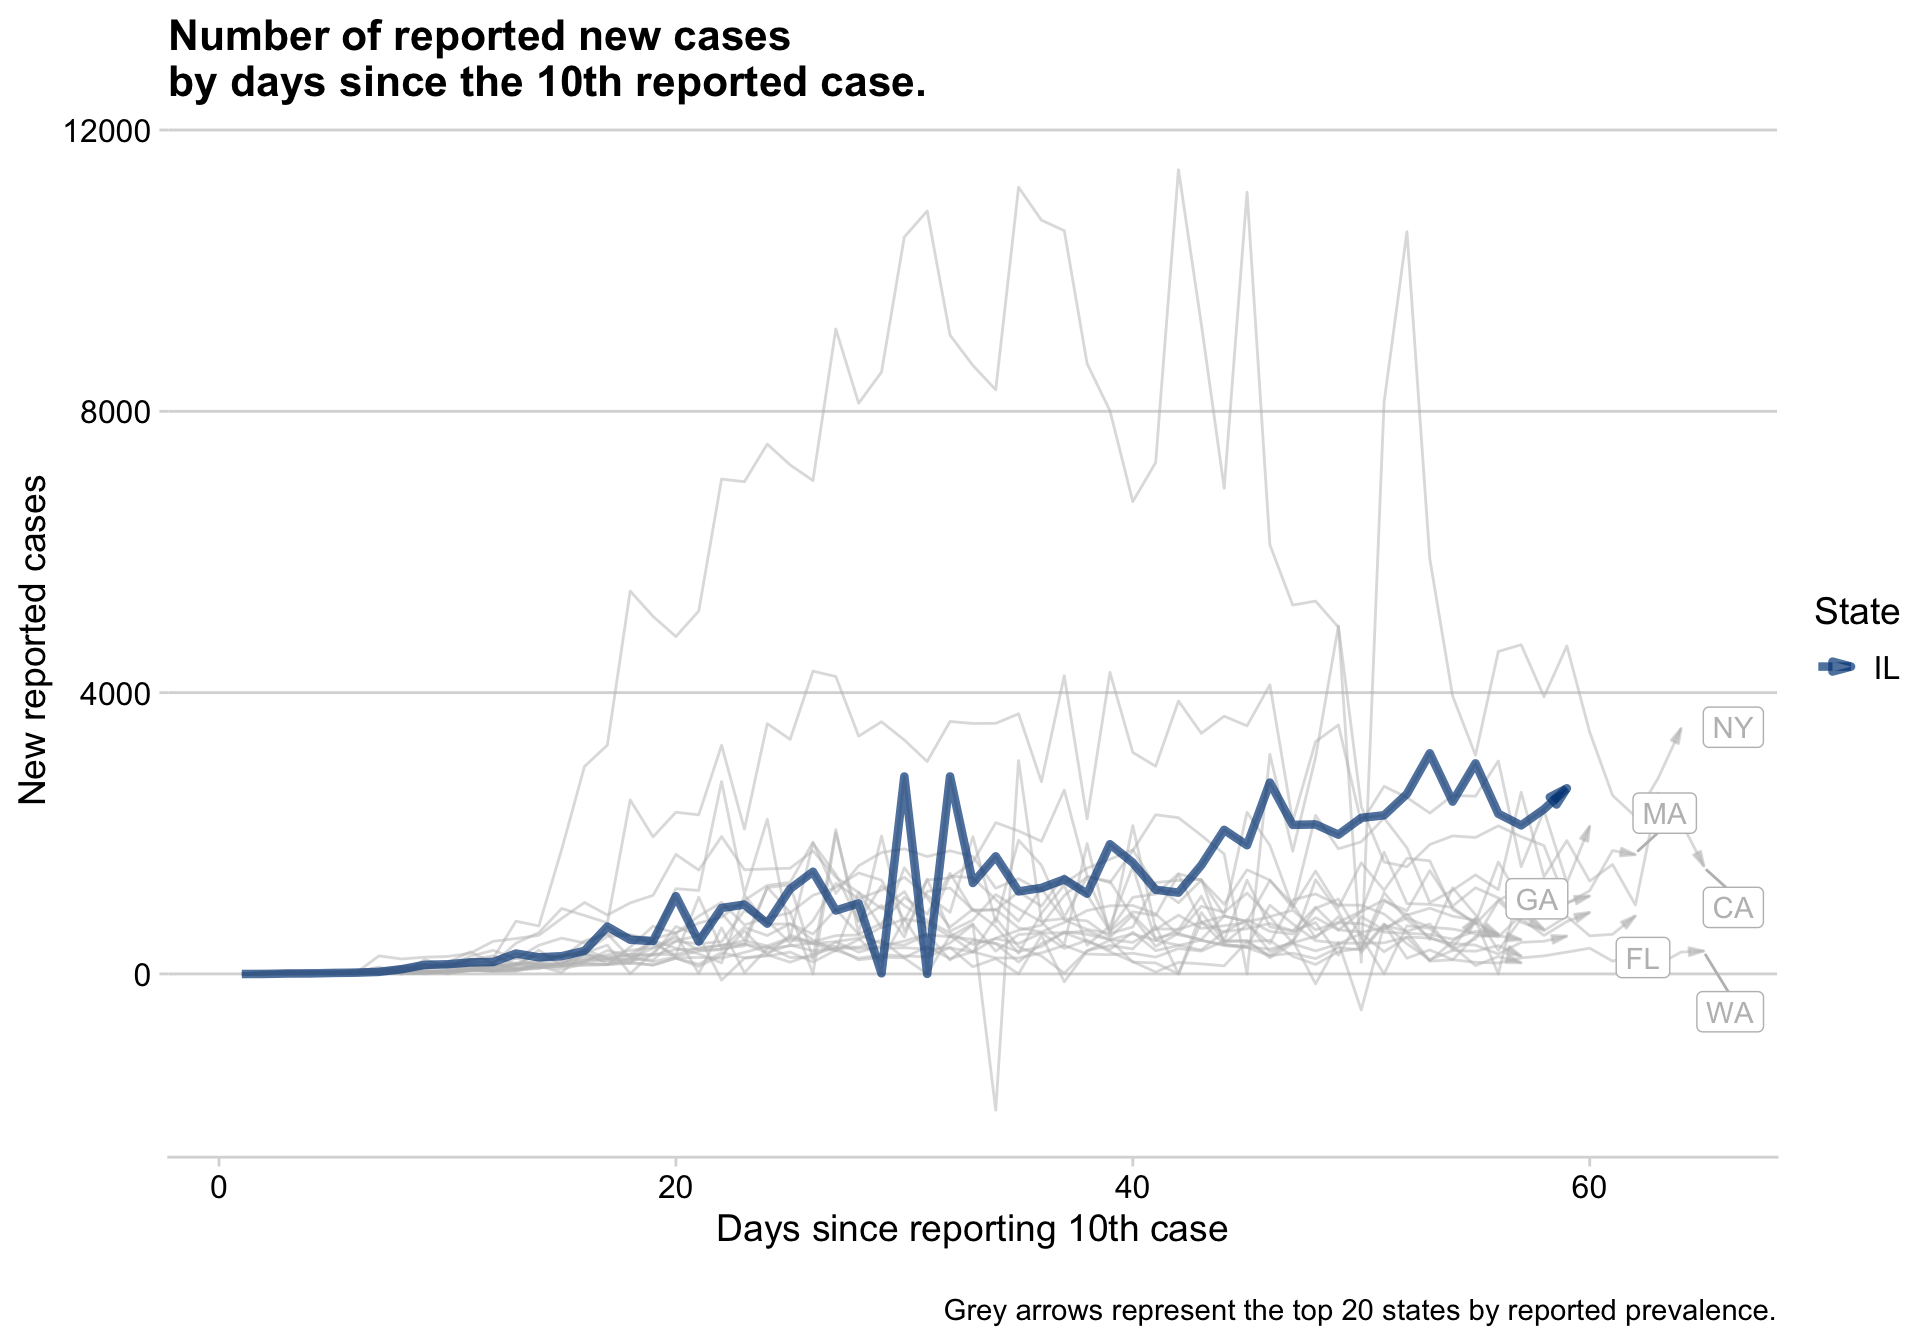 Number of reported new cases
by days since the 10th reported case.
12000
8000
4000
0
New reported cases
NY
MA
GA
CA
FL
WA
State
IL
0
20
40
60
Days since reporting 10th case
Grey arrows represent the top 20 states by reported prevalence.